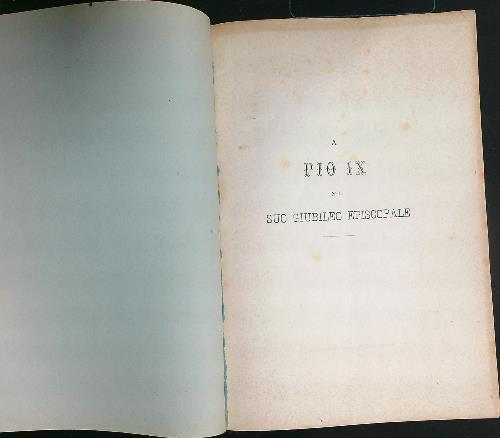 A
PIO IX
NEL
SUO GIUBILEO EPISCOPALE